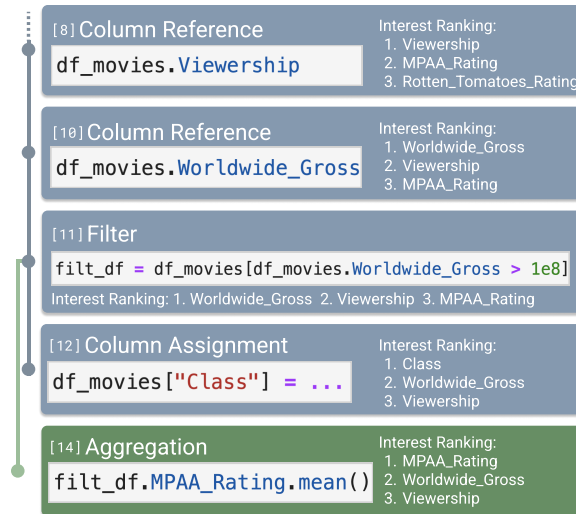 [8] Column Reference
df_movies.Viewership
Interest Ranking:
1. Viewership
2. MPAA_Rating
3. Rotten_Tomatoes_Rating
[10] Column Reference
df_movies.Worldwide_Gross
Interest Ranking:
1. Worldwide_Gross
2. Viewership
3. MPAA_Rating
[11] Filter
filt_df = df_movies[df_movies.Worldwide_Gross > 1e8]
Interest Ranking: 1. Worldwide_Gross 2. Viewership 3. MPAA_Rating
[12] Column Assignment
df_movies["Class"] = ...
Interest Ranking:
1. Class
2. Worldwide_Gross
3. Viewership
[14] Aggregation
filt_df.MPAA_Rating.mean()
Interest Ranking:
1. MPAA_Rating
2. Worldwide_Gross
3. Viewership